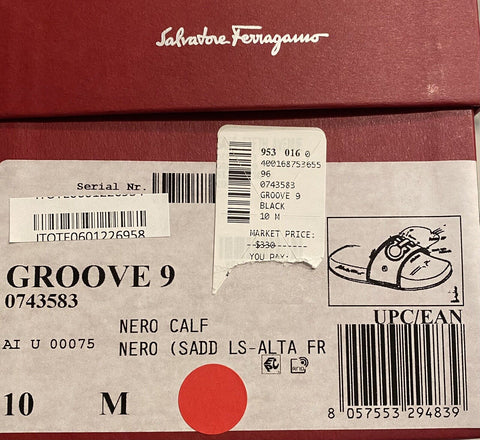 Salvatore Ferragamo
953 016 0
400168753655
96
0743583
GROOVE 9
BLACK
10 M
MARKET PRICE:
$330
YOU PAY:
Serial Nr.
ITOTE0601226958
GROOVE 9
0743583
UPC/EAN
NERO CALF
AI U 00075
NERO (SADD LS-ALTA FR
10 M
8 057553 294839